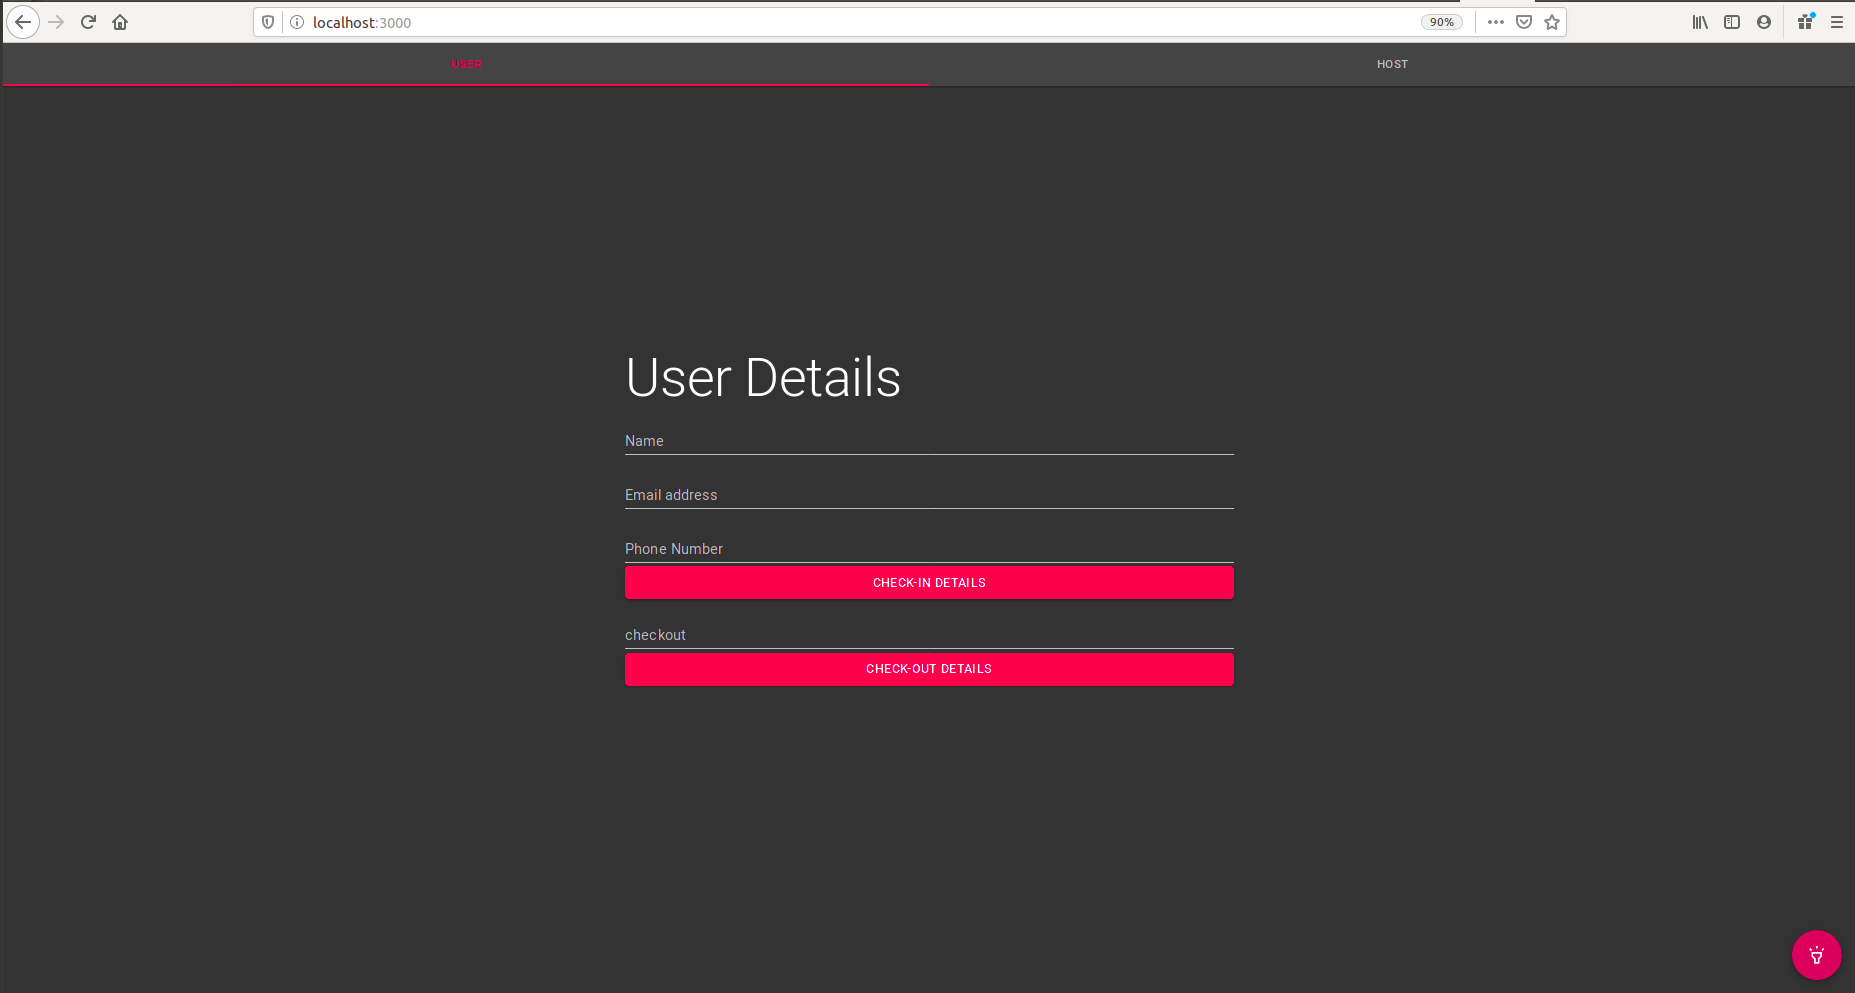 localhost:3000
90%
USER
HOST
User Details
Name
Email address
Phone Number
CHECK-IN DETAILS
checkout
CHECK-OUT DETAILS